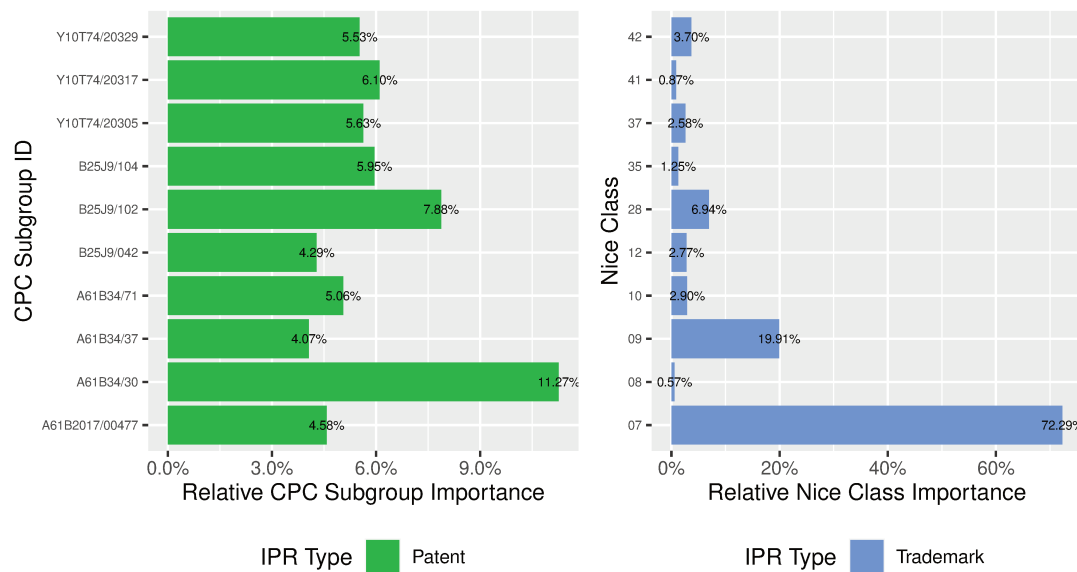 CPC Subgroup ID
Y10T74/20329
5.53%
Y10T74/20317
6.10%
Y10T74/20305
5.63%
B25J9/104
5.95%
B25J9/102
7.88%
B25J9/042
4.29%
A61B34/71
5.06%
A61B34/37
4.07%
A61B34/30
11.27%
A61B2017/00477
4.58%
0.0% 3.0% 6.0% 9.0%
Relative CPC Subgroup Importance
IPR Type Patent
Nice Class
42
3.70%
41
0.87%
37
2.58%
35
1.25%
28
6.94%
12
2.77%
10
2.90%
09
19.91%
08
0.57%
07
72.29%
0% 20% 40% 60%
Relative Nice Class Importance
IPR Type Trademark